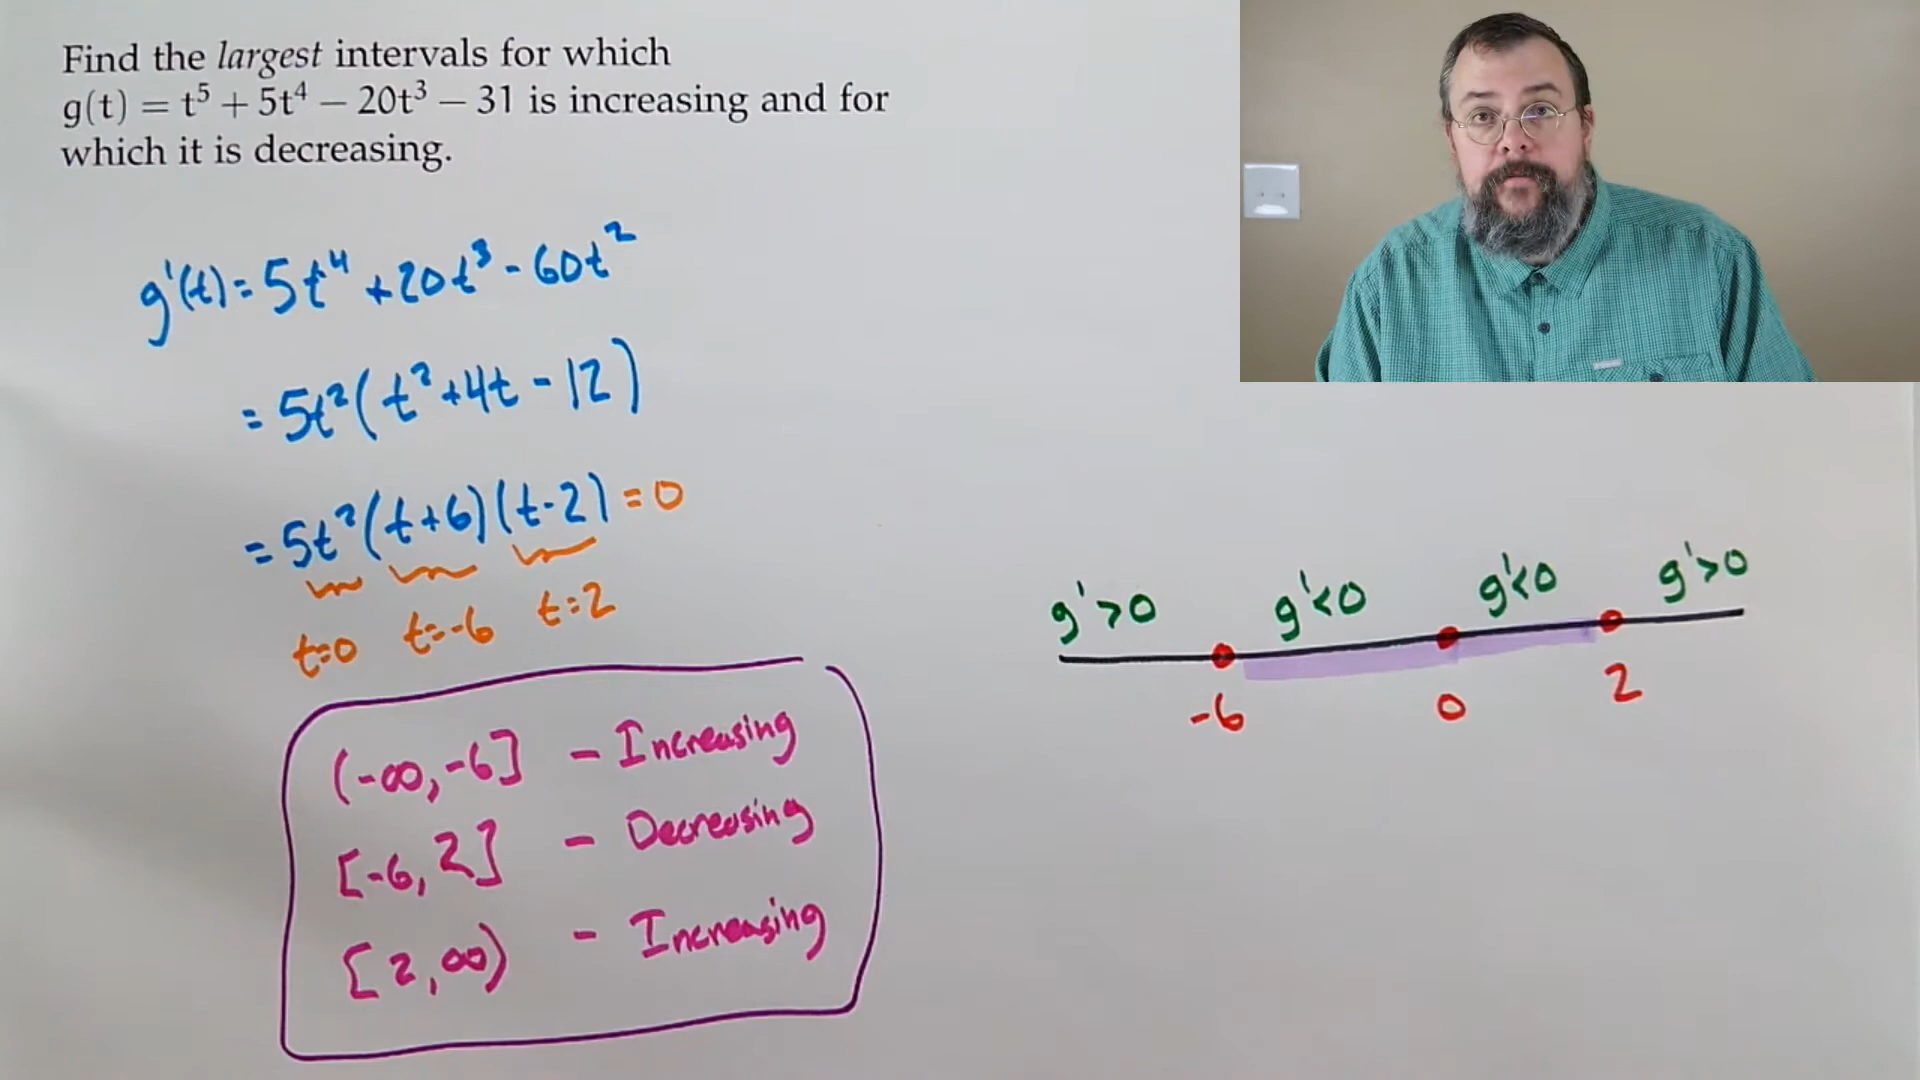 Find the largest intervals for which
g(t) = t⁵ + 5t⁴ − 20t³ − 31 is increasing and for
which it is decreasing.
g'(t) = 5t⁴ + 20t³ - 60t²
= 5t²(t² + 4t - 12)
= 5t²(t+6)(t-2) = 0
t=0 t=-6 t=2
(-∞, -6] - Increasing
[-6, 2] - Decreasing
[2, ∞) - Increasing
g'>0 g'<0 g'<0 g'>0
-6 0 2